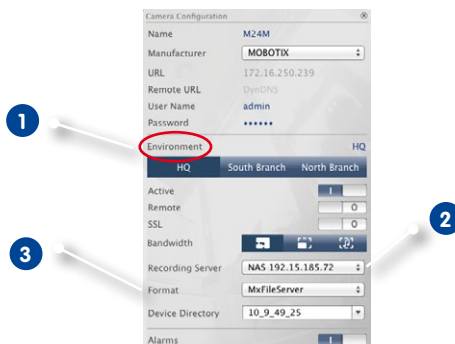 Camera Configuration
Name M24M
Manufacturer MOBOTIX
URL 172.16.250.239
Remote URL DynDNS
User Name admin
Password ••••••
1
Environment HQ
HQ South Branch North Branch
Active I
Remote O
SSL O
2
Bandwidth
3
Recording Server NAS 192.15.185.72
Format MxFileServer
Device Directory 10_9_49_25
Alarms I